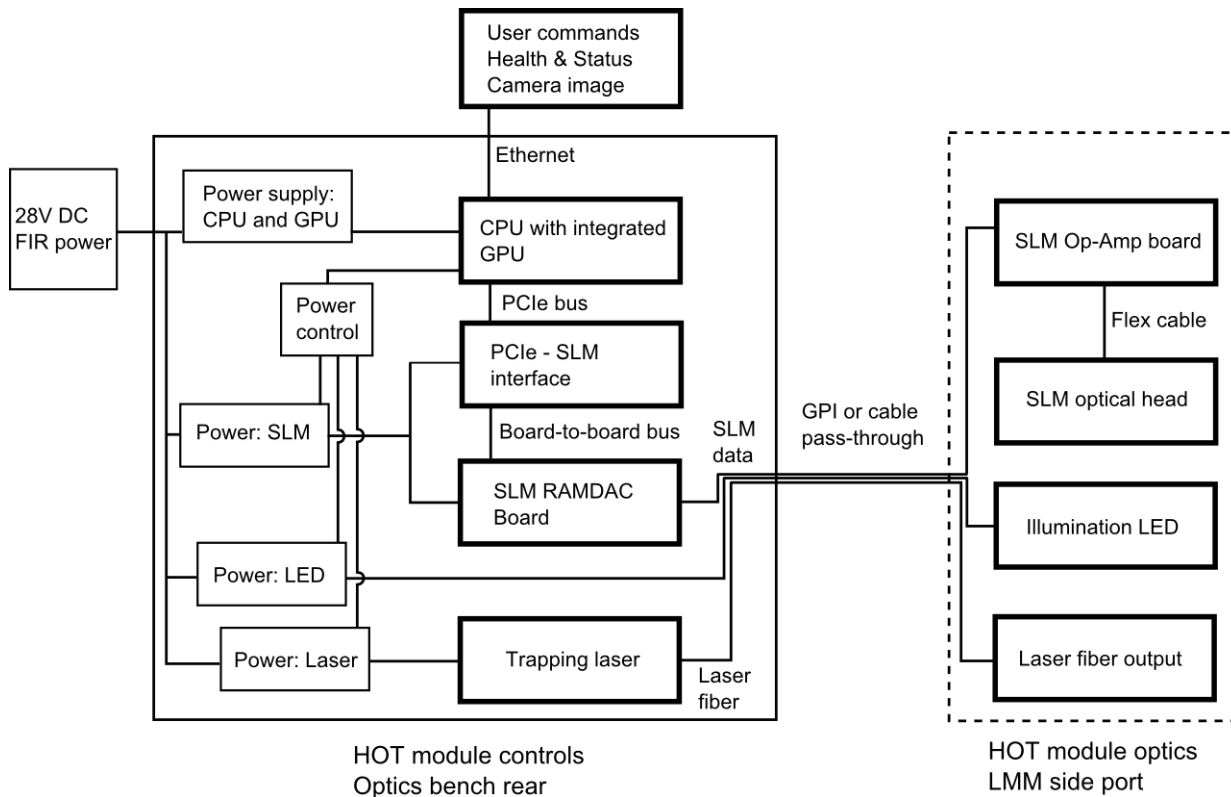 User commands
Health & Status
Camera image
Ethernet
28V DC
FIR power
Power supply:
CPU and GPU
CPU with integrated
GPU
Power
control
PCIe bus
PCIe - SLM
interface
Power: SLM
Board-to-board bus
SLM RAMDAC
Board
SLM
data
GPI or cable
pass-through
Power: LED
Power: Laser
Trapping laser
Laser
fiber
SLM Op-Amp board
Flex cable
SLM optical head
Illumination LED
Laser fiber output
HOT module controls
Optics bench rear
HOT module optics
LMM side port